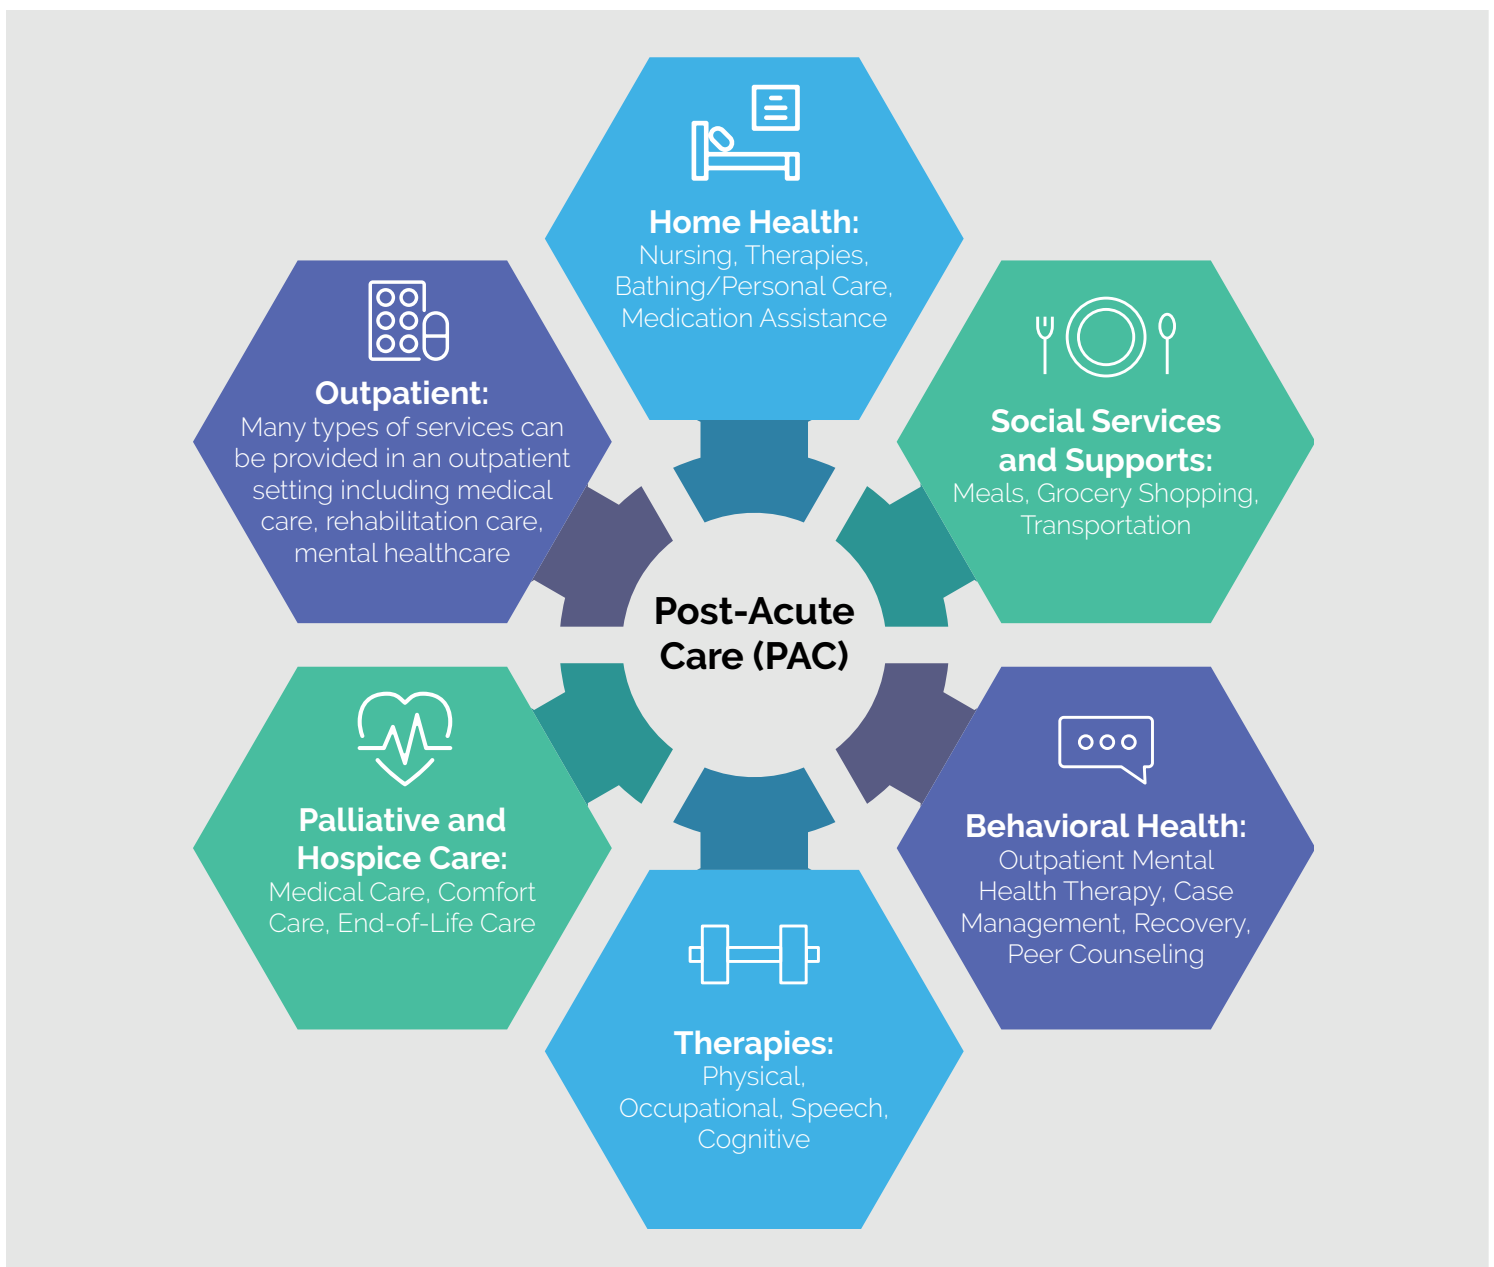 Home Health:
Nursing, Therapies,
Bathing/Personal Care,
Medication Assistance
Outpatient:
Many types of services can
be provided in an outpatient
setting including medical
care, rehabilitation care,
mental healthcare
Social Services
and Supports:
Meals, Grocery Shopping,
Transportation
Post-Acute
Care (PAC)
Palliative and
Hospice Care:
Medical Care, Comfort
Care, End-of-Life Care
Behavioral Health:
Outpatient Mental
Health Therapy, Case
Management, Recovery,
Peer Counseling
Therapies:
Physical,
Occupational, Speech,
Cognitive